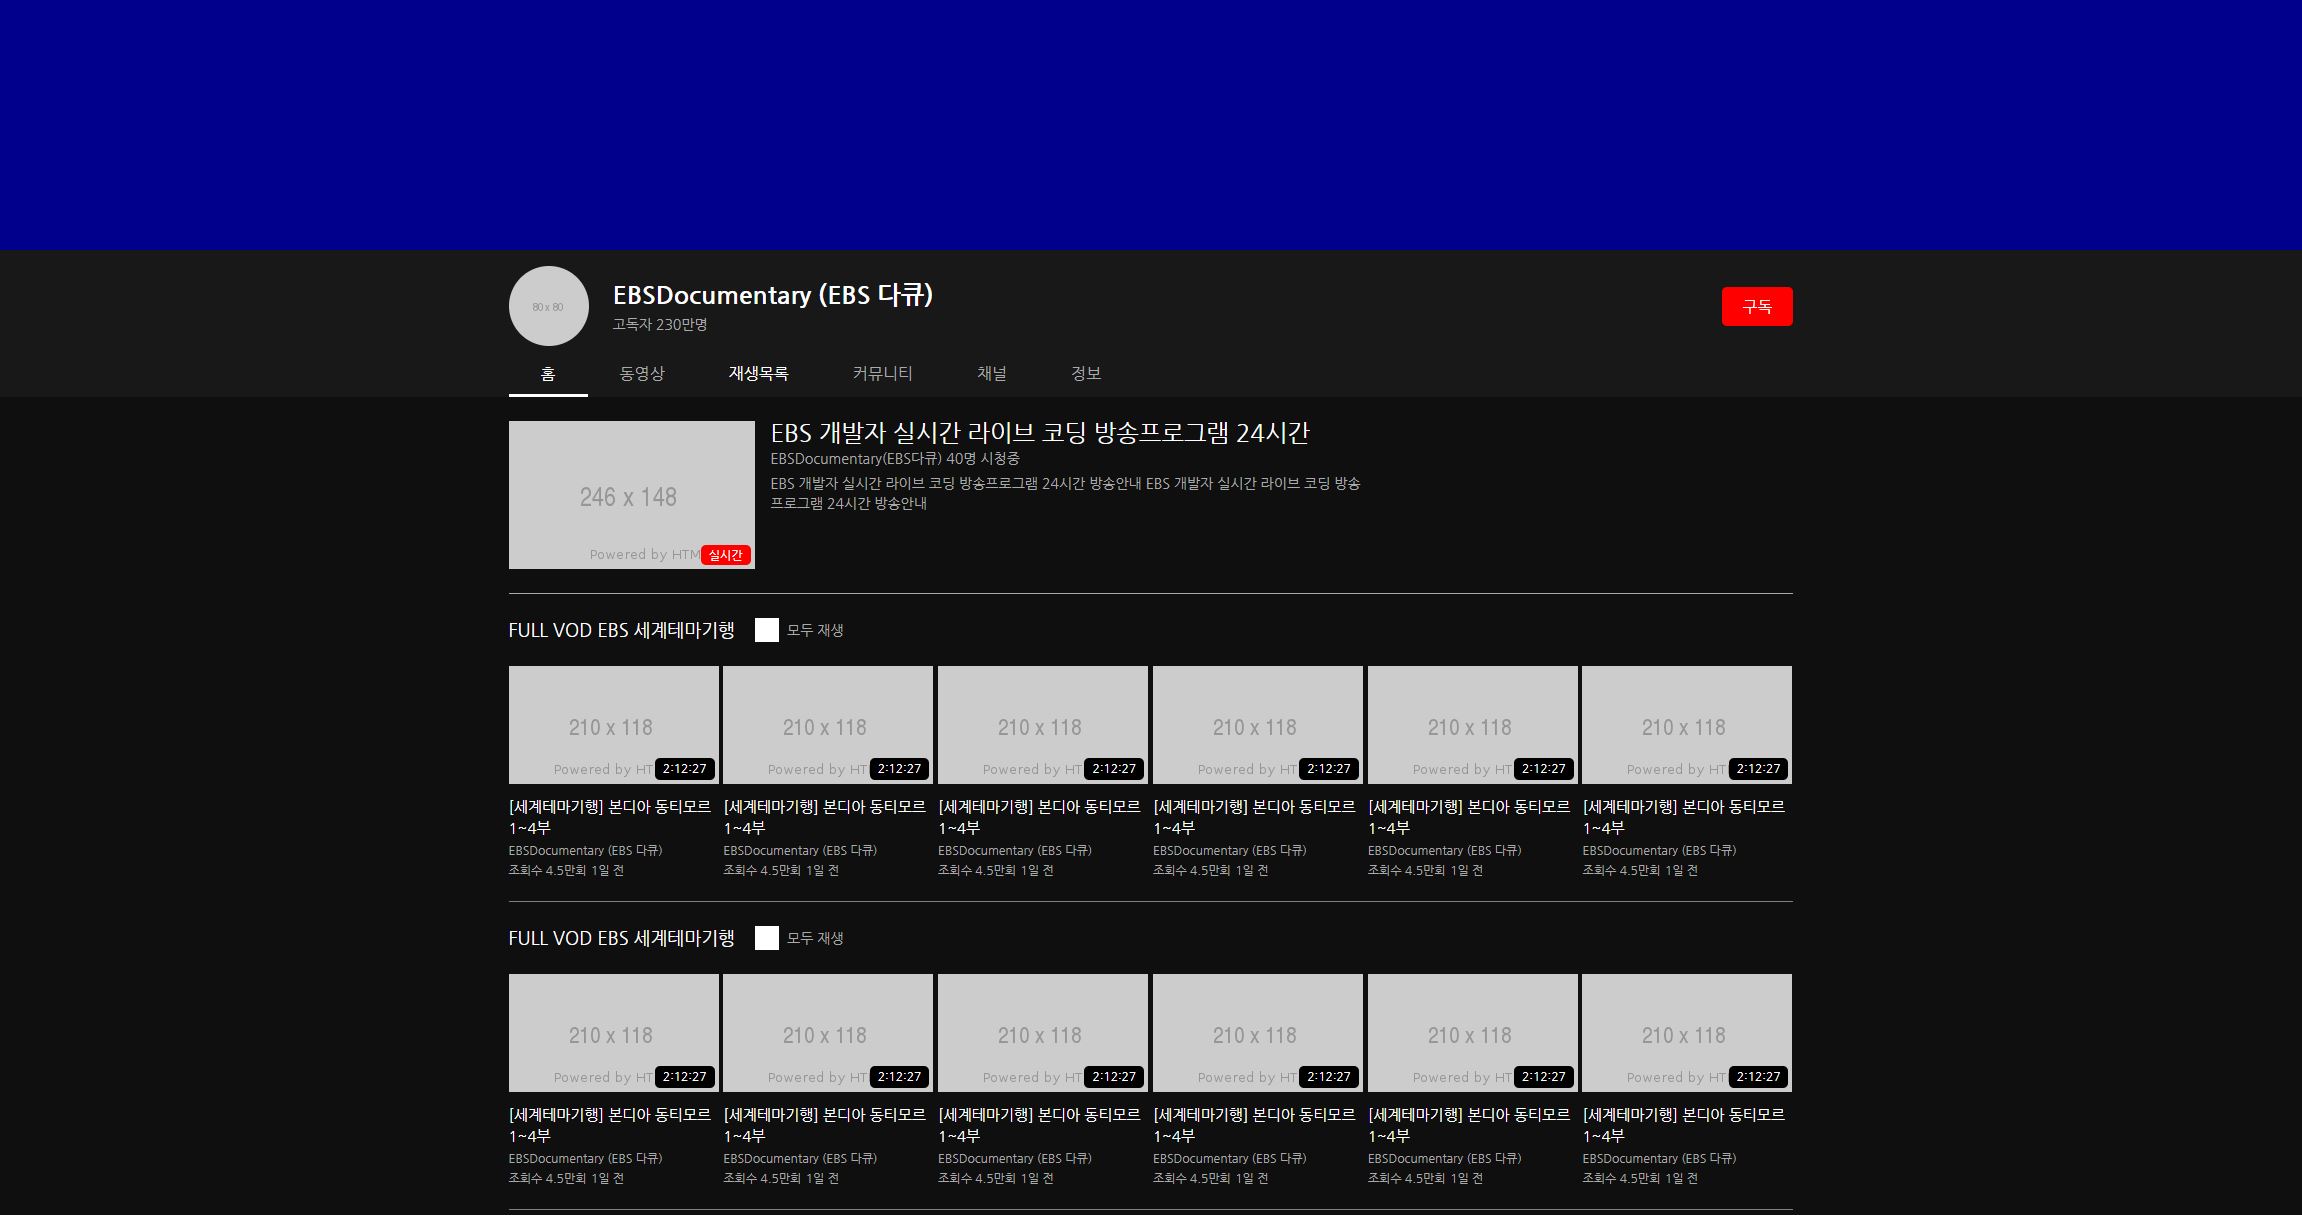 80 x 80
EBSDocumentary (EBS 다큐)
고독자 230만명
구독
홈 동영상 재생목록 커뮤니티 채널 정보
246 x 148
Powered by HTM
실시간
EBS 개발자 실시간 라이브 코딩 방송프로그램 24시간
EBSDocumentary(EBS다큐) 40명 시청중
EBS 개발자 실시간 라이브 코딩 방송프로그램 24시간 방송안내 EBS 개발자 실시간 라이브 코딩 방송
프로그램 24시간 방송안내
FULL VOD EBS 세계테마기행 모두 재생
210 x 118 210 x 118 210 x 118 210 x 118 210 x 118 210 x 118
Powered by HT 2:12:27 Powered by HT 2:12:27 Powered by HT 2:12:27 Powered by HT 2:12:27 Powered by HT 2:12:27 Powered by HT 2:12:27
[세계테마기행] 본디아 동티모르 [세계테마기행] 본디아 동티모르 [세계테마기행] 본디아 동티모르 [세계테마기행] 본디아 동티모르 [세계테마기행] 본디아 동티모르 [세계테마기행] 본디아 동티모르
1~4부 1~4부 1~4부 1~4부 1~4부 1~4부
EBSDocumentary (EBS 다큐) EBSDocumentary (EBS 다큐) EBSDocumentary (EBS 다큐) EBSDocumentary (EBS 다큐) EBSDocumentary (EBS 다큐) EBSDocumentary (EBS 다큐)
조회수 4.5만회 1일 전 조회수 4.5만회 1일 전 조회수 4.5만회 1일 전 조회수 4.5만회 1일 전 조회수 4.5만회 1일 전 조회수 4.5만회 1일 전
FULL VOD EBS 세계테마기행 모두 재생
210 x 118 210 x 118 210 x 118 210 x 118 210 x 118 210 x 118
Powered by HT 2:12:27 Powered by HT 2:12:27 Powered by HT 2:12:27 Powered by HT 2:12:27 Powered by HT 2:12:27 Powered by HT 2:12:27
[세계테마기행] 본디아 동티모르 [세계테마기행] 본디아 동티모르 [세계테마기행] 본디아 동티모르 [세계테마기행] 본디아 동티모르 [세계테마기행] 본디아 동티모르 [세계테마기행] 본디아 동티모르
1~4부 1~4부 1~4부 1~4부 1~4부 1~4부
EBSDocumentary (EBS 다큐) EBSDocumentary (EBS 다큐) EBSDocumentary (EBS 다큐) EBSDocumentary (EBS 다큐) EBSDocumentary (EBS 다큐) EBSDocumentary (EBS 다큐)
조회수 4.5만회 1일 전 조회수 4.5만회 1일 전 조회수 4.5만회 1일 전 조회수 4.5만회 1일 전 조회수 4.5만회 1일 전 조회수 4.5만회 1일 전